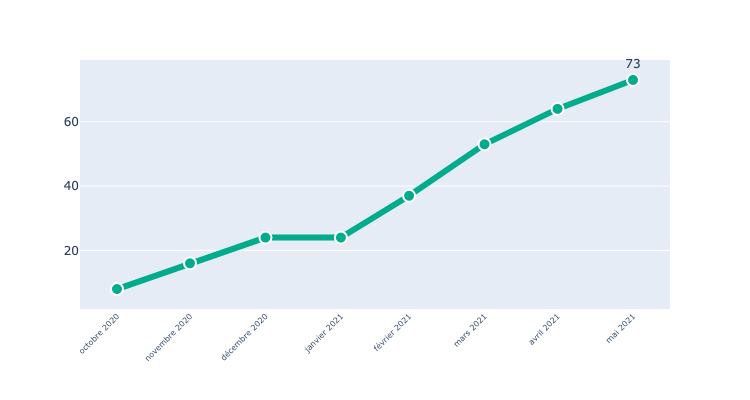 73
60
40
20
octobre 2020
novembre 2020
décembre 2020
janvier 2021
février 2021
mars 2021
avril 2021
mai 2021